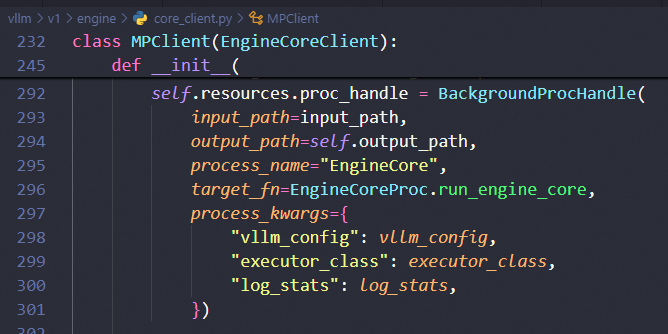 vllm > v1 > engine > core_client.py > MPClient
232 class MPClient(EngineCoreClient):
245     def __init__(
292         self.resources.proc_handle = BackgroundProcHandle(
293             input_path=input_path,
294             output_path=self.output_path,
295             process_name="EngineCore",
296             target_fn=EngineCoreProc.run_engine_core,
297             process_kwargs={
298                 "vllm_config": vllm_config,
299                 "executor_class": executor_class,
300                 "log_stats": log_stats,
301             })
302